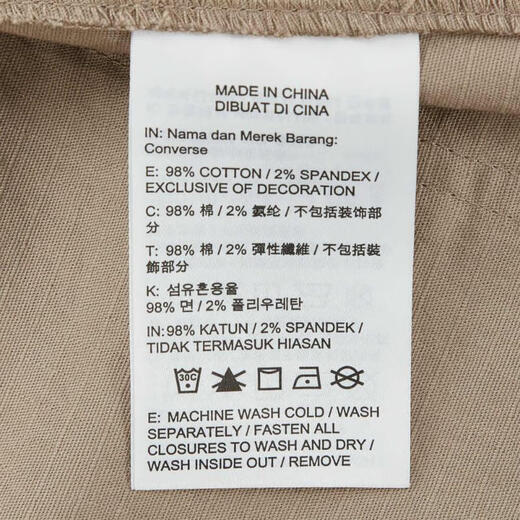 MADE IN CHINA
DIBUAT DI CINA
IN: Nama dan Merek Barang:
Converse
E: 98% COTTON / 2% SPANDEX /
EXCLUSIVE OF DECORATION
C: 98% 棉 / 2% 氨纶 / 不包括装饰部
分
T: 98% 棉 / 2% 彈性纖維 / 不包括裝
飾部分
K: 섬유혼용율
98% 면 / 2% 폴리우레탄
IN: 98% KATUN / 2% SPANDEK /
TIDAK TERMASUK HIASAN
30C
E: MACHINE WASH COLD / WASH
SEPARATELY / FASTEN ALL
CLOSURES TO WASH AND DRY /
WASH INSIDE OUT / REMOVE